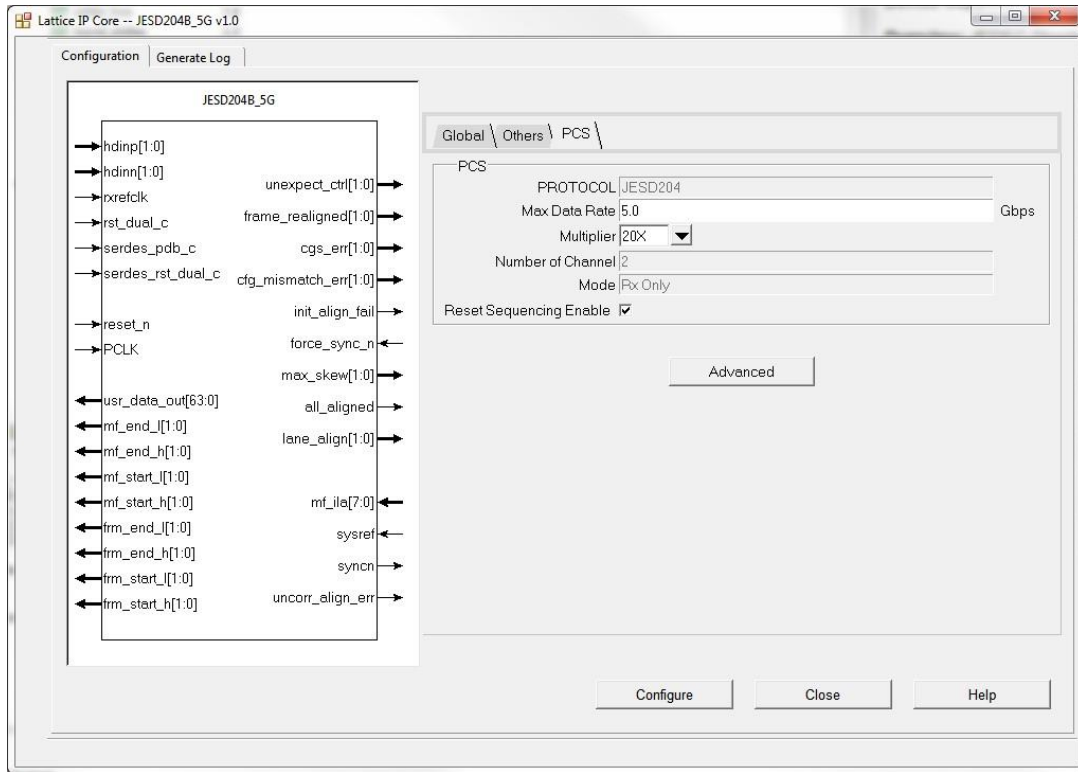 Lattice IP Core -- JESD204B_5G v1.0
Configuration
Generate Log
JESD204B_5G
hdinp[1:0]
hdinn[1:0]
rxrefclk
rst_dual_c
serdes_pdb_c
serdes_rst_dual_c
reset_n
PCLK
usr_data_out[63:0]
mf_end_l[1:0]
mf_end_h[1:0]
mf_start_l[1:0]
mf_start_h[1:0]
frm_end_l[1:0]
frm_end_h[1:0]
frm_start_l[1:0]
frm_start_h[1:0]
unexpect_ctrl[1:0]
frame_realigned[1:0]
cgs_err[1:0]
cfg_mismatch_err[1:0]
init_align_fail
force_sync_n
max_skew[1:0]
all_aligned
lane_align[1:0]
mf_ila[7:0]
sysref
syncn
uncorr_align_err
Global
Others
PCS
PCS
PROTOCOL JESD204
Max Data Rate 5.0 Gbps
Multiplier 20X
Number of Channel 2
Mode Rx Only
Reset Sequencing Enable
Advanced
Configure
Close
Help